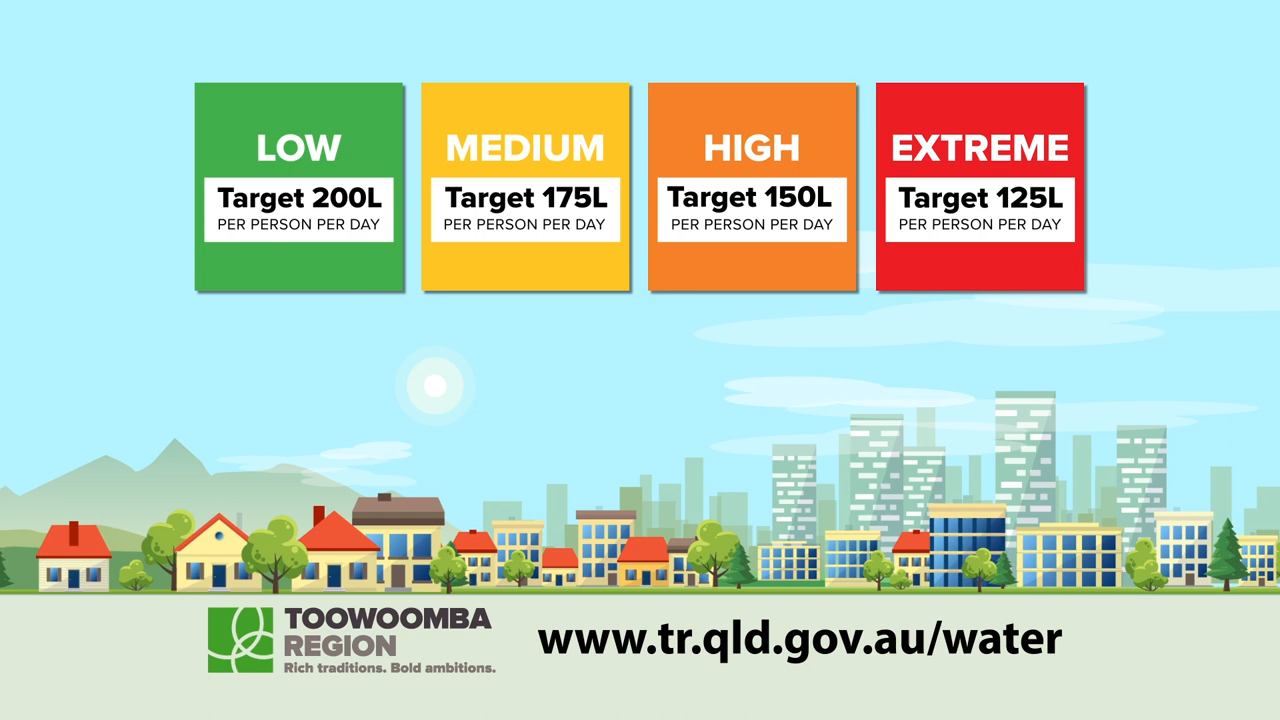 LOW
Target 200L
PER PERSON PER DAY
MEDIUM
Target 175L
PER PERSON PER DAY
HIGH
Target 150L
PER PERSON PER DAY
EXTREME
Target 125L
PER PERSON PER DAY
TOOWOOMBA
REGION
Rich traditions. Bold ambitions.
www.tr.qld.gov.au/water